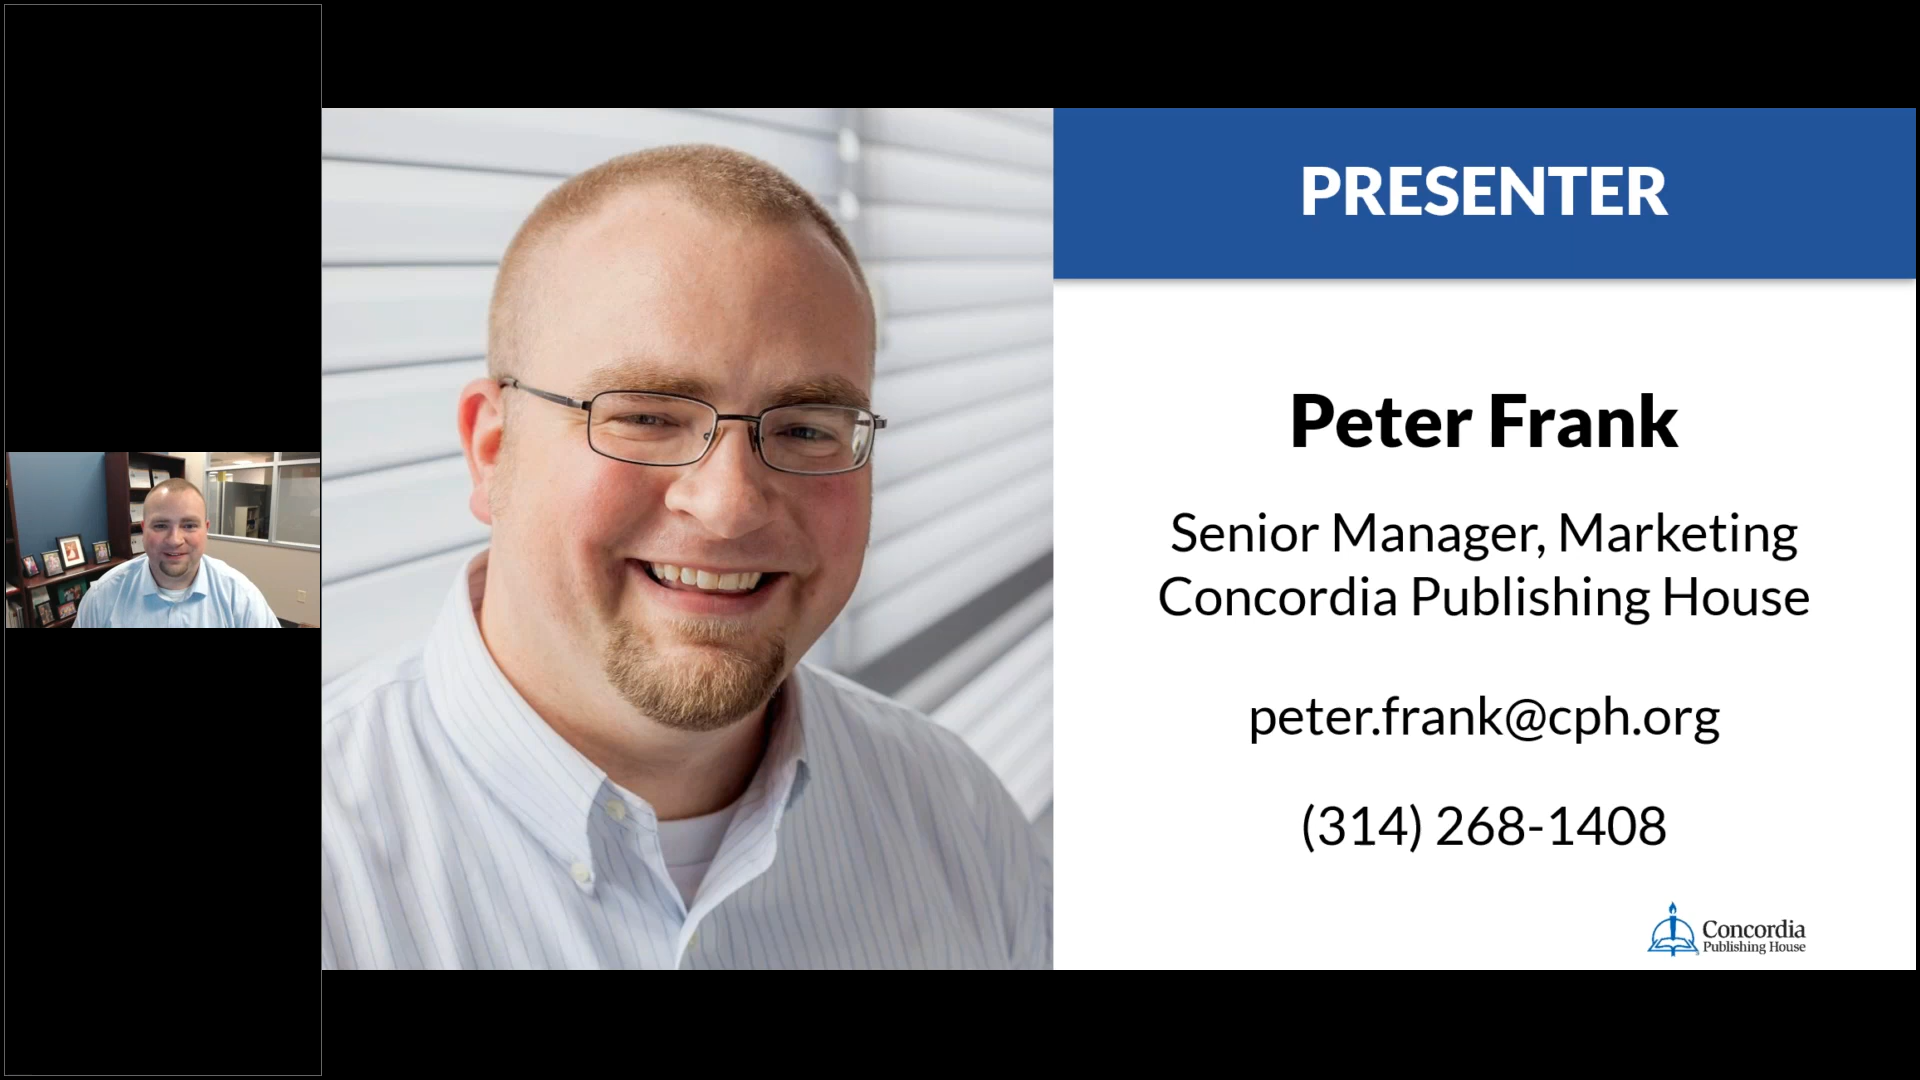 PRESENTER
Peter Frank
Senior Manager, Marketing
Concordia Publishing House
peter.frank@cph.org
(314) 268-1408
Concordia
Publishing House